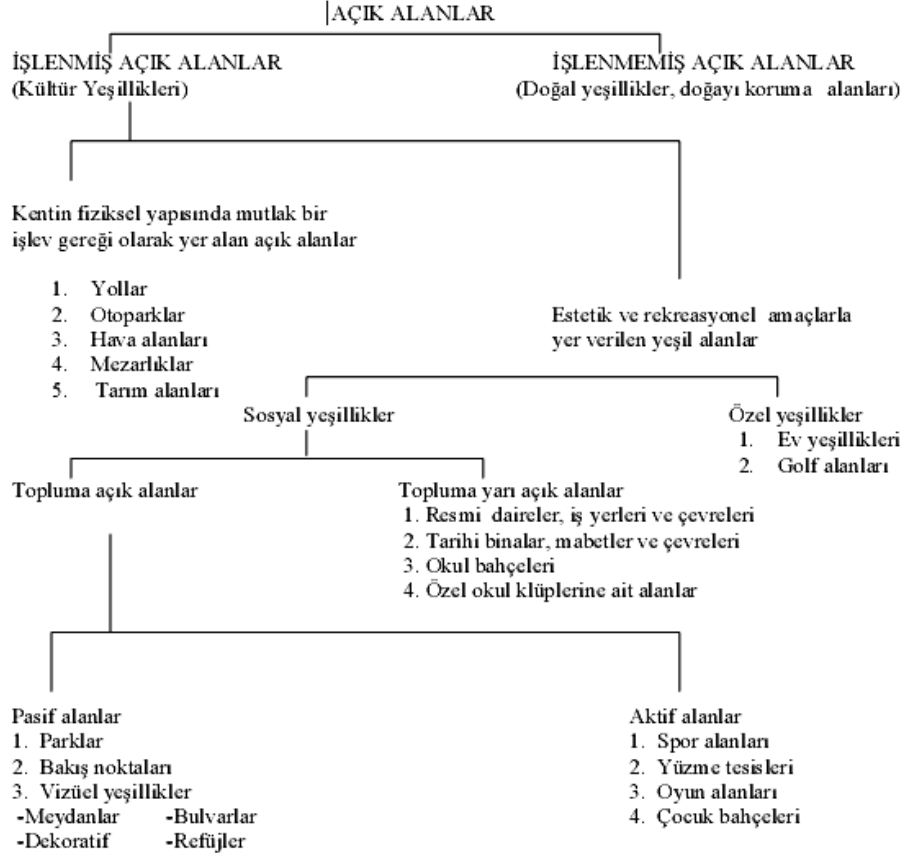 AÇIK ALANLAR
İŞLENMİŞ AÇIK ALANLAR
(Kültür Yeşillikleri)
İŞLENMEMİŞ AÇIK ALANLAR
(Doğal yeşillikler, doğayı koruma alanları)
Kentin fiziksel yapısında mutlak bir
işlev gereği olarak yer alan açık alanlar
1. Yollar
2. Otoparklar
3. Hava alanları
4. Mezarlıklar
5. Tarım alanları
Estetik ve rekreasyonel amaçlarla
yer verilen yeşil alanlar
Sosyal yeşillikler
Özel yeşillikler
1. Ev yeşillikleri
2. Golf alanları
Topluma açık alanlar
Topluma yarı açık alanlar
1. Resmi daireler, iş yerleri ve çevreleri
2. Tarihi binalar, mabetler ve çevreleri
3. Okul bahçeleri
4. Özel okul klüplerine ait alanlar
Pasif alanlar
1. Parklar
2. Bakış noktaları
3. Vizüel yeşillikler
-Meydanlar -Bulvarlar
-Dekoratif -Refüjler
Aktif alanlar
1. Spor alanları
2. Yüzme tesisleri
3. Oyun alanları
4. Çocuk bahçeleri